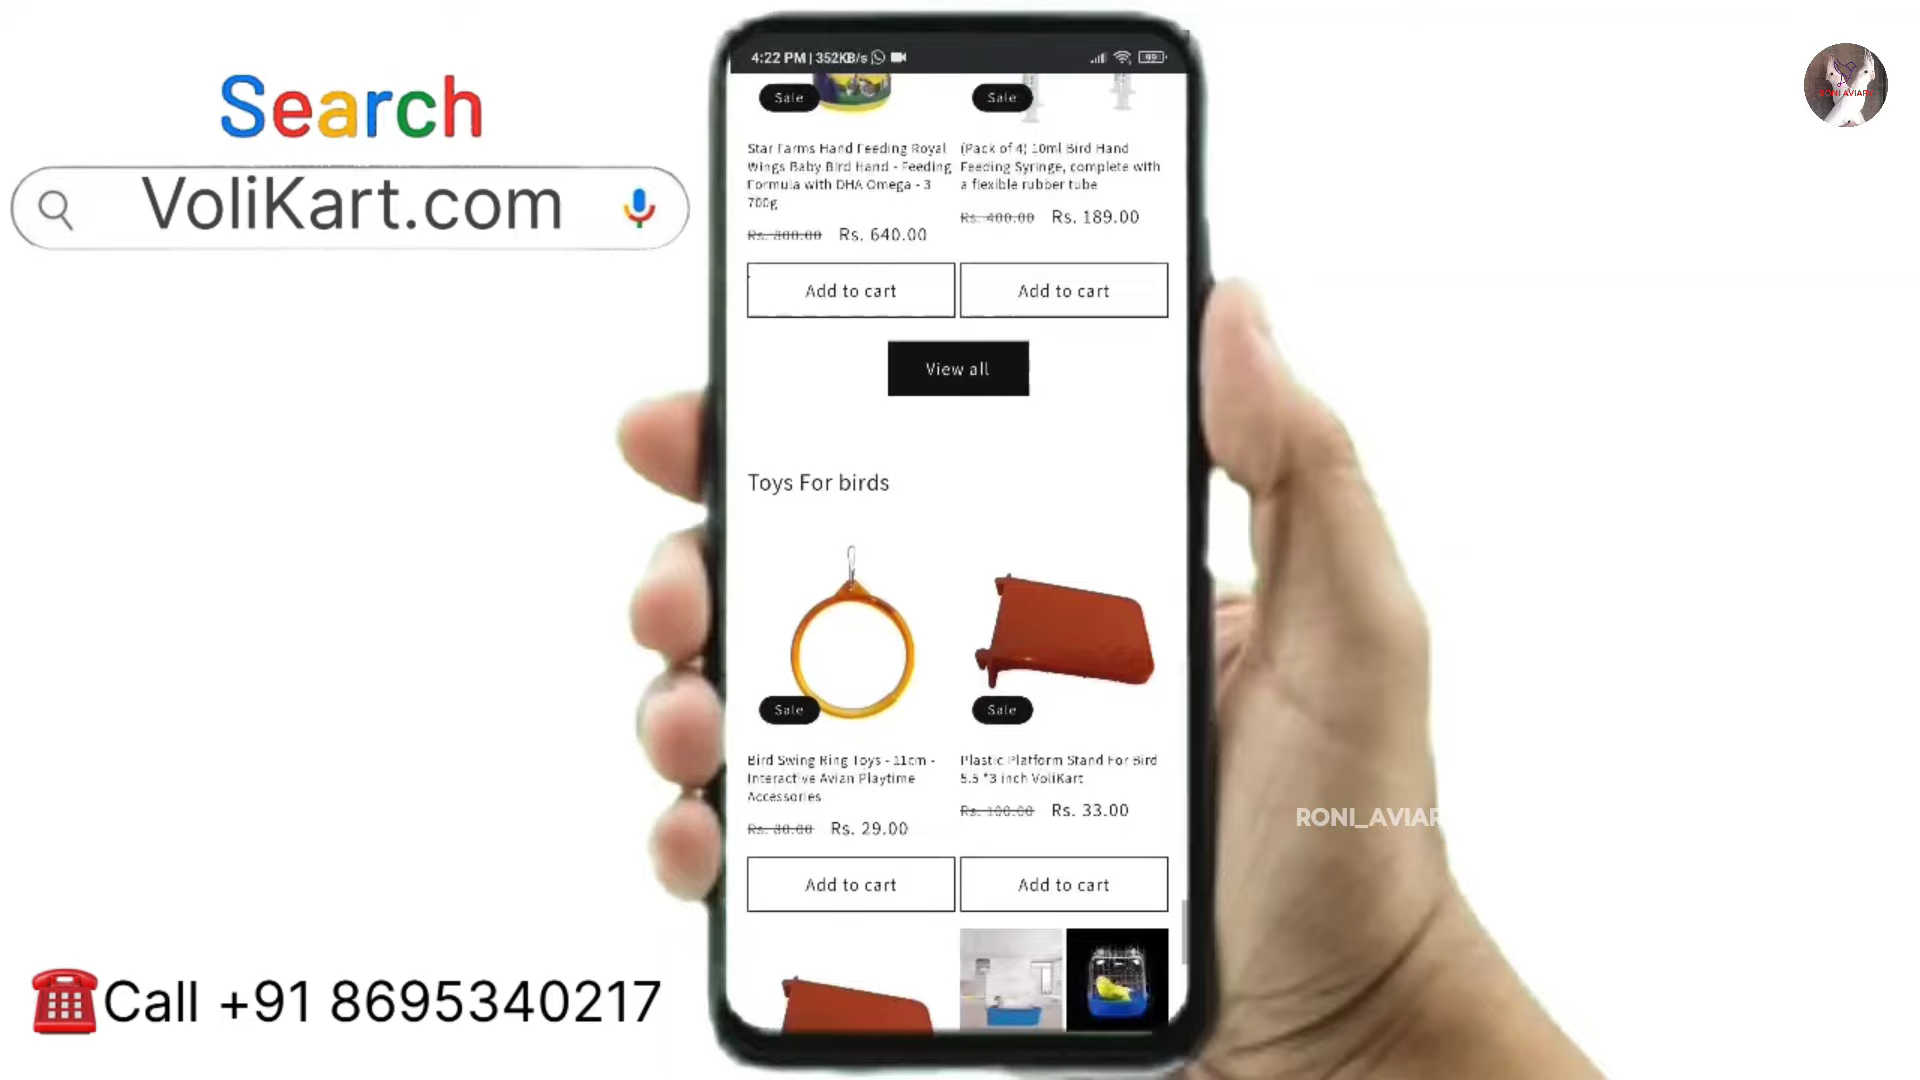 Search
VoliKart.com
4:22 PM | 352KB/s
99
RONI AVIARY
Sale
Sale
Star Farms Hand Feeding Royal
Wings Baby Bird Hand - Feeding
Formula with DHA Omega - 3
700g
Rs. 800.00 Rs. 640.00
(Pack of 4) 10ml Bird Hand
Feeding Syringe, complete with
a flexible rubber tube
Rs. 400.00 Rs. 189.00
Add to cart
Add to cart
View all
Toys For birds
Sale
Sale
Bird Swing Ring Toys - 11cm -
Interactive Avian Playtime
Accessories
Rs. 80.00 Rs. 29.00
Plastic Platform Stand For Bird
5.5 *3 inch VoliKart
Rs. 100.00 Rs. 33.00
Add to cart
Add to cart
RONI_AVIAR
Call +91 8695340217